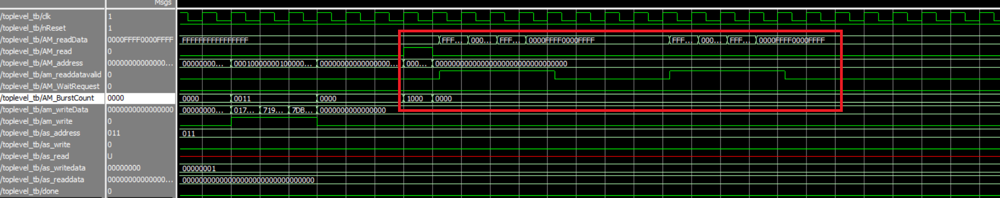 Msgs
/toplevel_tb/clk 1
/toplevel_tb/nReset 1
/toplevel_tb/AM_readData 0000FFFF0000FFFF FFFFFFFFFFFFFFFF FFF... 000... FFF... 0000FFFF0000FFFF FFF... 000... FFF... 0000FFFF0000FFFF
/toplevel_tb/AM_read 0
/toplevel_tb/AM_address 00000000000000... 00000000... 00010000000100000... 00000000000000000... 000... 00000000000000000000000000000000
/toplevel_tb/am_readdatavalid 0
/toplevel_tb/AM_WaitRequest 0
/toplevel_tb/AM_BurstCount 0000 0000 0011 0000 1000 0000
/toplevel_tb/am_writeData 0000000000000000 00000000... 017... 719... 7DB... 0000000000000000
/toplevel_tb/am_write 0
/toplevel_tb/as_address 011 011
/toplevel_tb/as_write 0
/toplevel_tb/as_read U
/toplevel_tb/as_writedata 00000000 00000001
/toplevel_tb/as_readdata 00000000000000... 00000000000000000000000000000000
/toplevel_tb/done 0